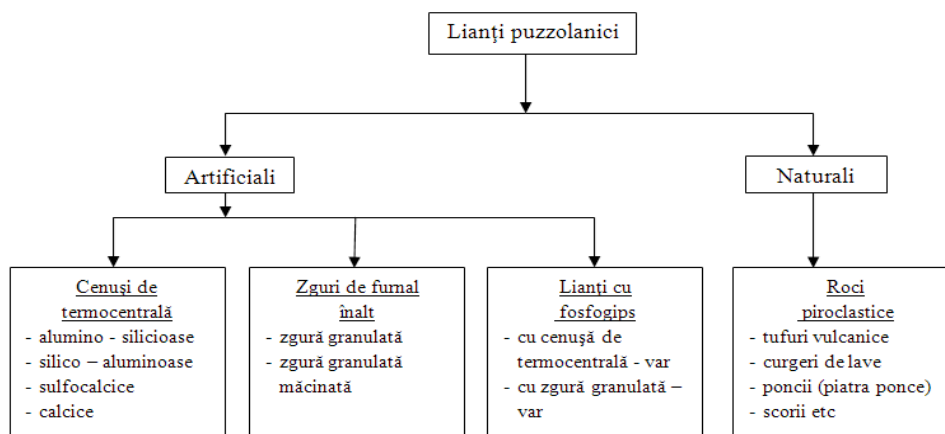 Lianţi puzzolanici
Artificiali
Naturali
Cenuşi de
termocentrală
- alumino - silicioase
- silico – aluminoase
- sulfocalcice
- calcice
Zguri de furnal
înalt
- zgură granulată
- zgură granulată
măcinată
Lianţi cu
fosfogips
- cu cenuşă de
termocentrală - var
- cu zgură granulată –
var
Roci
piroclastice
- tufuri vulcanice
- curgeri de lave
- poncii (piatra ponce)
- scorii etc